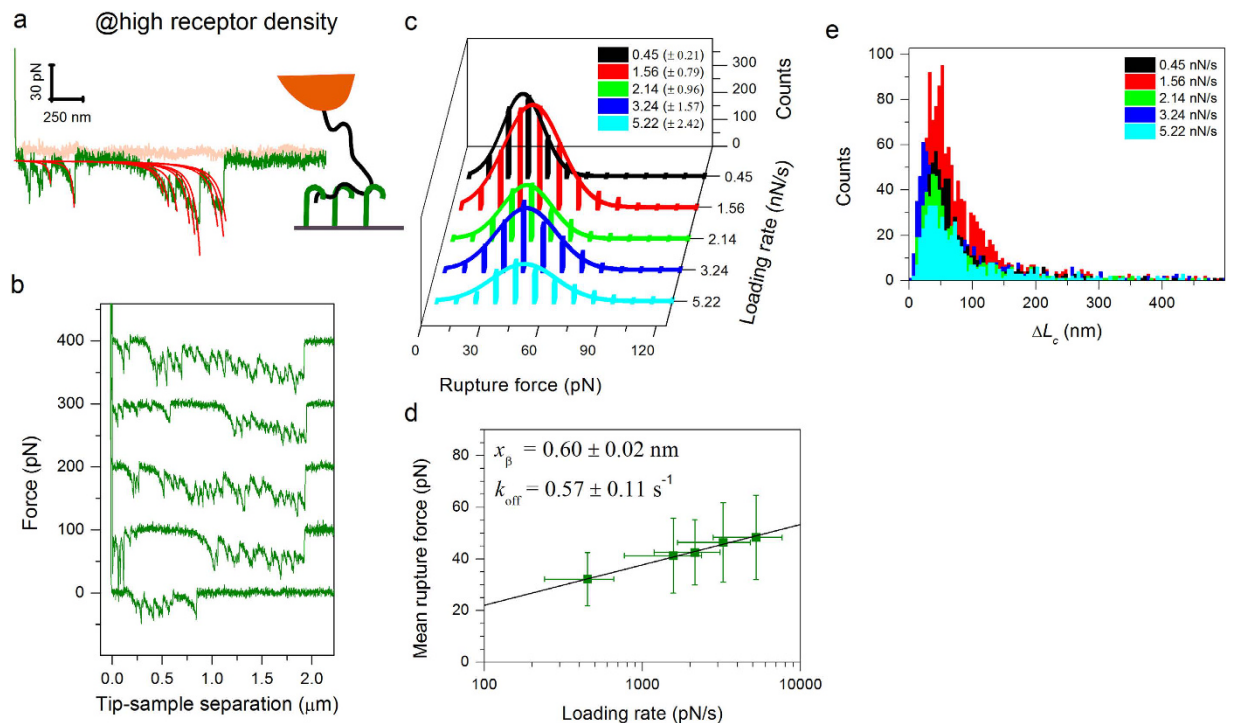 a
@high receptor density
30 pN
250 nm
b
400
300
200
100
0
Force (pN)
0.0
0.5
1.0
1.5
2.0
Tip-sample separation (μm)
c
0.45 (± 0.21)
1.56 (± 0.79)
2.14 (± 0.96)
3.24 (± 1.57)
5.22 (± 2.42)
300
200
100
0
Counts
0.45
1.56
2.14
3.24
5.22
Loading rate (nN/s)
0
30
60
90
120
Rupture force (pN)
d
xβ = 0.60 ± 0.02 nm
koff = 0.57 ± 0.11 s⁻¹
80
60
40
20
0
Mean rupture force (pN)
100
1000
10000
Loading rate (pN/s)
e
0.45 nN/s
1.56 nN/s
2.14 nN/s
3.24 nN/s
5.22 nN/s
100
80
60
40
20
0
Counts
0
100
200
300
400
ΔLc (nm)